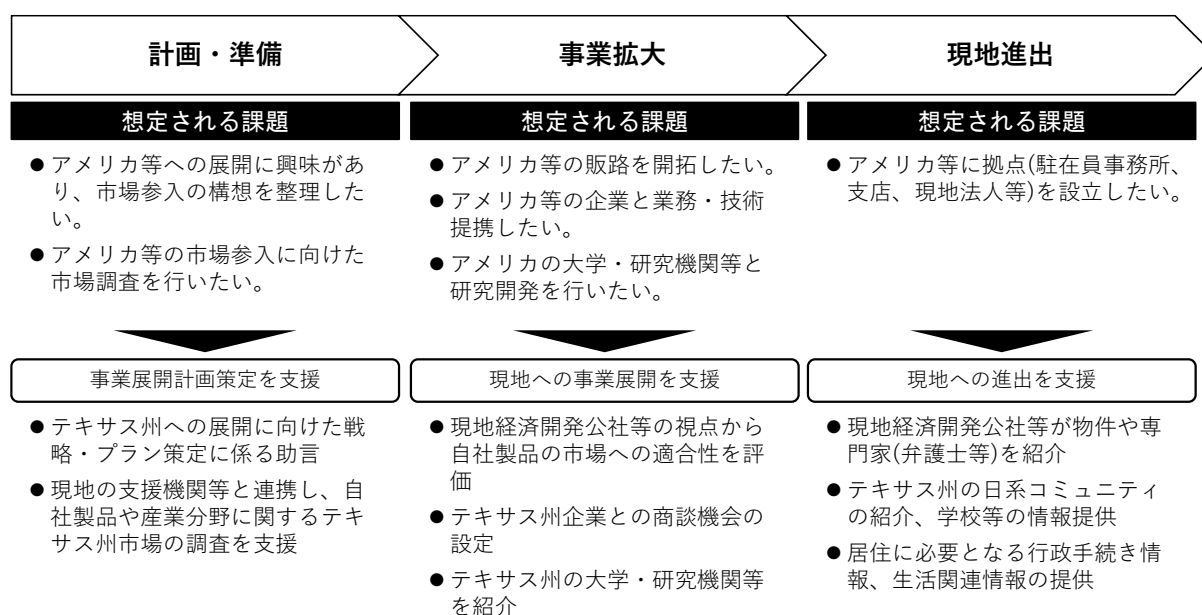 計画・準備
事業拡大
現地進出
想定される課題
想定される課題
想定される課題
●アメリカ等への展開に興味があ
り、市場参入の構想を整理した
い。
●アメリカ等の市場参入に向けた
市場調査を行いたい。
●アメリカ等の販路を開拓したい。
●アメリカ等の企業と業務・技術
提携したい。
●アメリカの大学・研究機関等と
研究開発を行いたい。
●アメリカ等に拠点(駐在員事務所、
支店、現地法人等)を設立したい。
事業展開計画策定を支援
現地への事業展開を支援
現地への進出を支援
●テキサス州への展開に向けた戦
略・プラン策定に係る助言
●現地の支援機関等と連携し、自
社製品や産業分野に関するテキ
サス州市場の調査を支援
●現地経済開発公社等の視点から
自社製品の市場への適合性を評
価
●テキサス州企業との商談機会の
設定
●テキサス州の大学・研究機関等
を紹介
●現地経済開発公社等が物件や専
門家(弁護士等)を紹介
●テキサス州の日系コミュニティ
の紹介、学校等の情報提供
●居住に必要となる行政手続き情
報、生活関連情報の提供